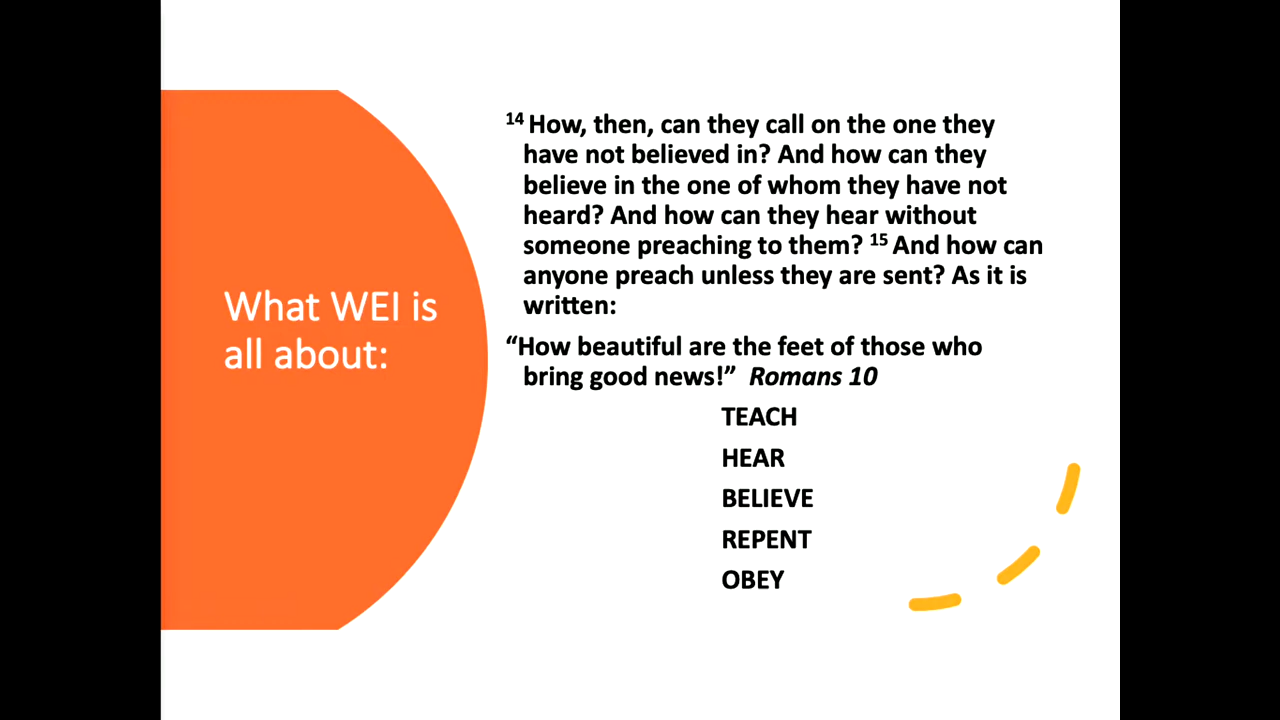 What WEI is
all about:
14 How, then, can they call on the one they
have not believed in? And how can they
believe in the one of whom they have not
heard? And how can they hear without
someone preaching to them? 15 And how can
anyone preach unless they are sent? As it is
written:
“How beautiful are the feet of those who
bring good news!” Romans 10
TEACH
HEAR
BELIEVE
REPENT
OBEY